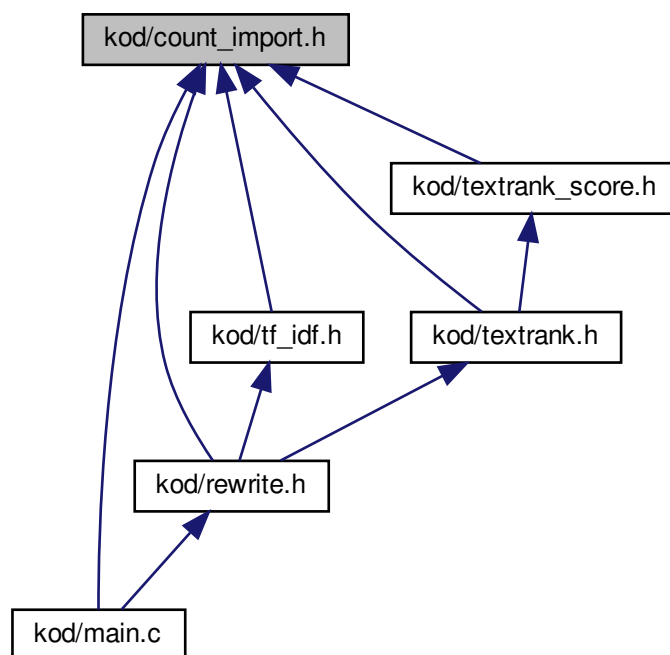 kod/count_import.h
kod/textrank_score.h
kod/tf_idf.h
kod/textrank.h
kod/rewrite.h
kod/main.c